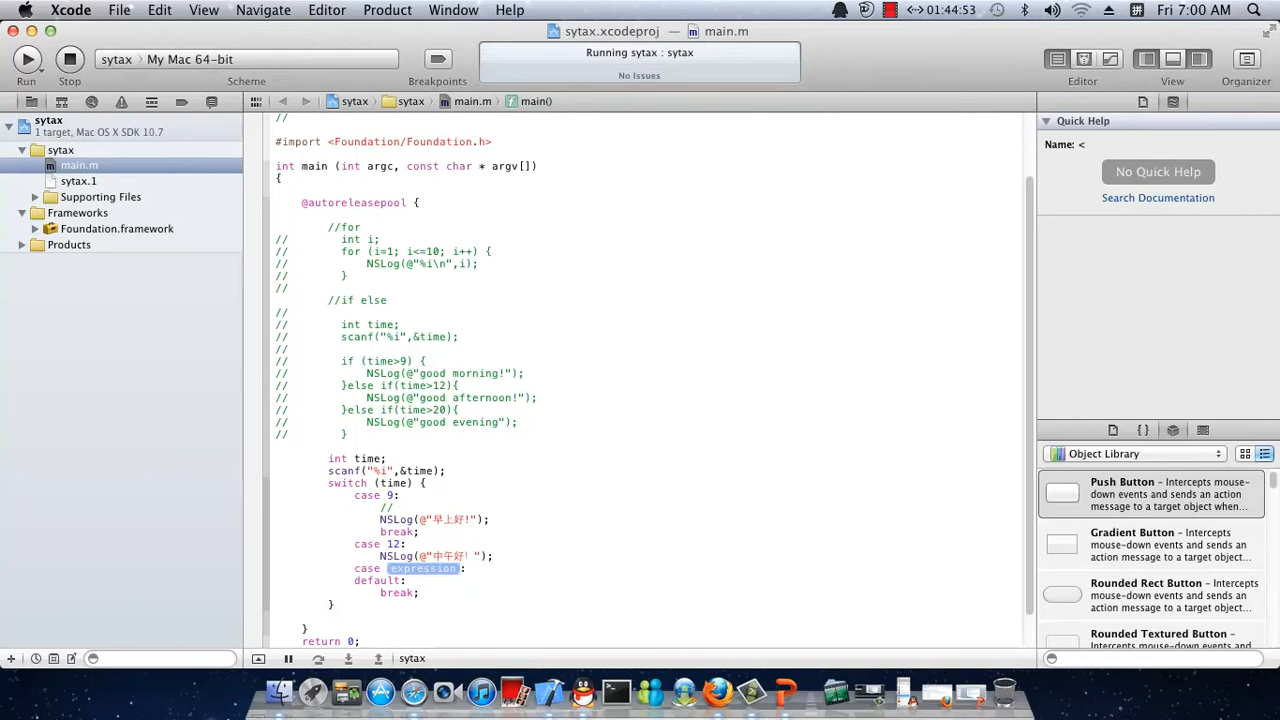 Xcode File Edit View Navigate Editor Product Window Help 01:44:53 拼 Fri 7:00 AM
sytax.xcodeproj — main.m
sytax 〉 My Mac 64-bit
Running sytax : sytax
No Issues
Run Stop Scheme Breakpoints Editor View Organizer
sytax 〉 sytax 〉 main.m 〉 main()
sytax
1 target, Mac OS X SDK 10.7
sytax
main.m
sytax.1
Supporting Files
Frameworks
Foundation.framework
Products
//
#import <Foundation/Foundation.h>
int main (int argc, const char * argv[])
{
@autoreleasepool {
//for
// int i;
// for (i=1; i<=10; i++) {
// NSLog(@"%i\n",i);
// }
//
//if else
//
// int time;
// scanf("%i",&time);
//
// if (time>9) {
// NSLog(@"good morning!");
// }else if(time>12){
// NSLog(@"good afternoon!");
// }else if(time>20){
// NSLog(@"good evening");
// }
int time;
scanf("%i",&time);
switch (time) {
case 9:
//
NSLog(@"早上好!");
break;
case 12:
NSLog(@"中午好！");
case expression:
default:
break;
}
}
return 0;
sytax
Quick Help
Name: <
No Quick Help
Search Documentation
Object Library
Push Button - Intercepts mouse-
down events and sends an action
message to a target object when...
Gradient Button - Intercepts
mouse-down events and sends an
action message to a target object...
Rounded Rect Button - Intercepts
mouse-down events and sends an
action message to a target object...
Rounded Textured Button -
Intercepts mouse-down events and